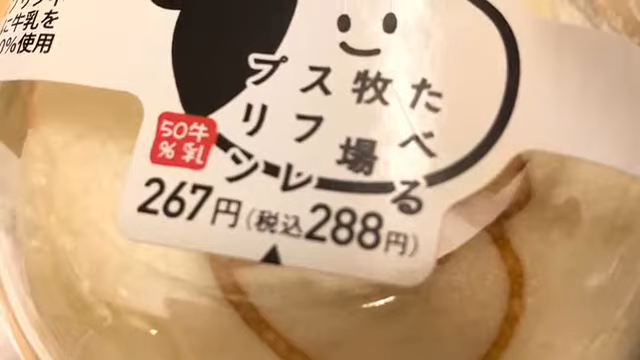 に牛乳を
0%使用
たべる
牧場
スフレ
プリン
牛乳
50%
267円(税込288円)